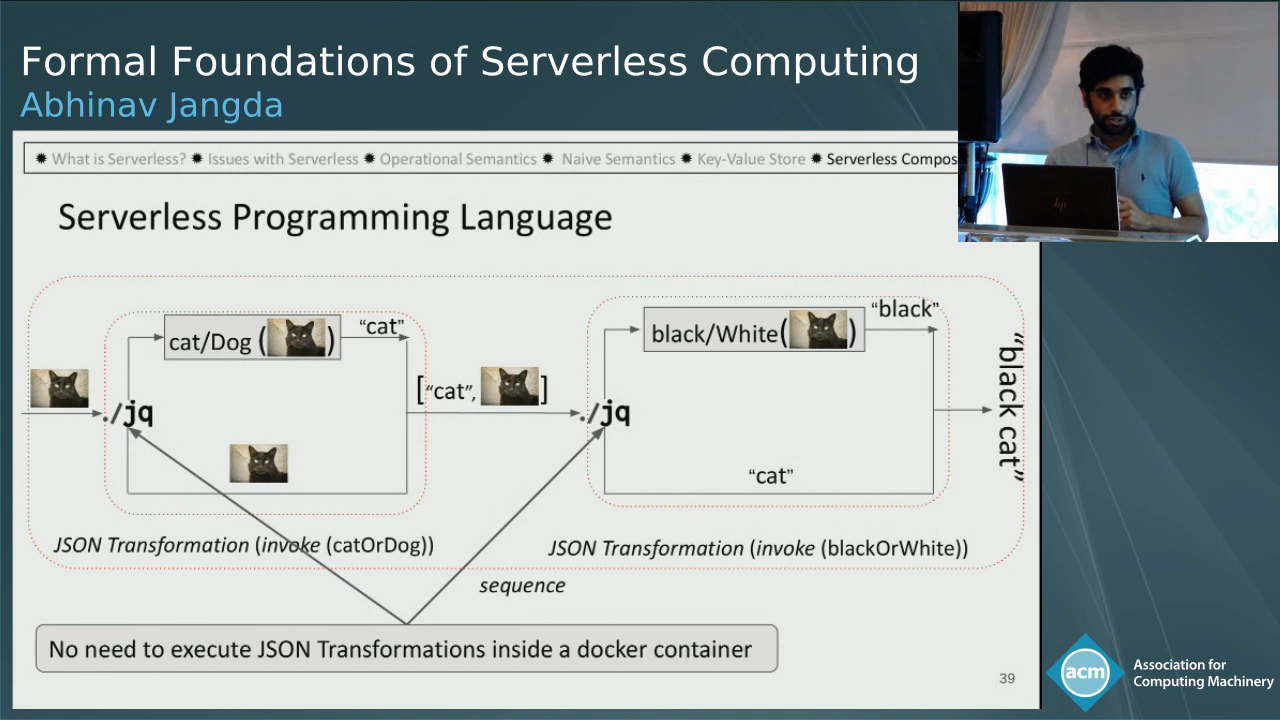 Formal Foundations of Serverless Computing
Abhinav Jangda
✹ What is Serverless? ✹ Issues with Serverless ✹ Operational Semantics ✹ Naive Semantics ✹ Key-Value Store ✹ Serverless Compos
Serverless Programming Language
cat/Dog ( )
“cat”
black/White( )
“black”
[“cat”, ]
./jq
./jq
“black cat”
“cat”
JSON Transformation (invoke (catOrDog))
JSON Transformation (invoke (blackOrWhite))
sequence
No need to execute JSON Transformations inside a docker container
39
hp
acm
Association for
Computing Machinery